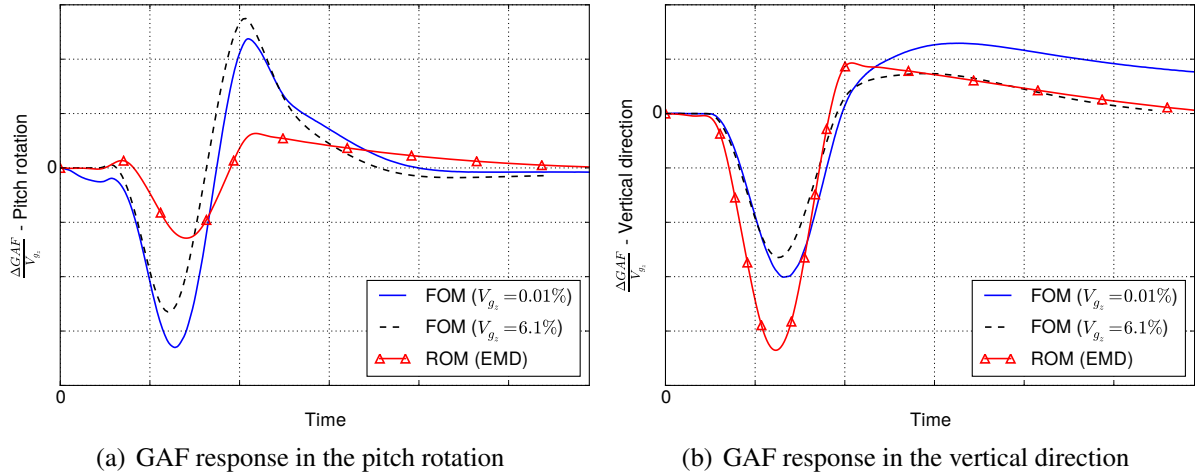 0
ΔGAF/V_{g_z} - Pitch rotation
FOM (V_{g_z}=0.01%)
FOM (V_{g_z}=6.1%)
ROM (EMD)
0
Time
(a) GAF response in the pitch rotation
0
ΔGAF/V_{g_z} - Vertical direction
FOM (V_{g_z}=0.01%)
FOM (V_{g_z}=6.1%)
ROM (EMD)
0
Time
(b) GAF response in the vertical direction